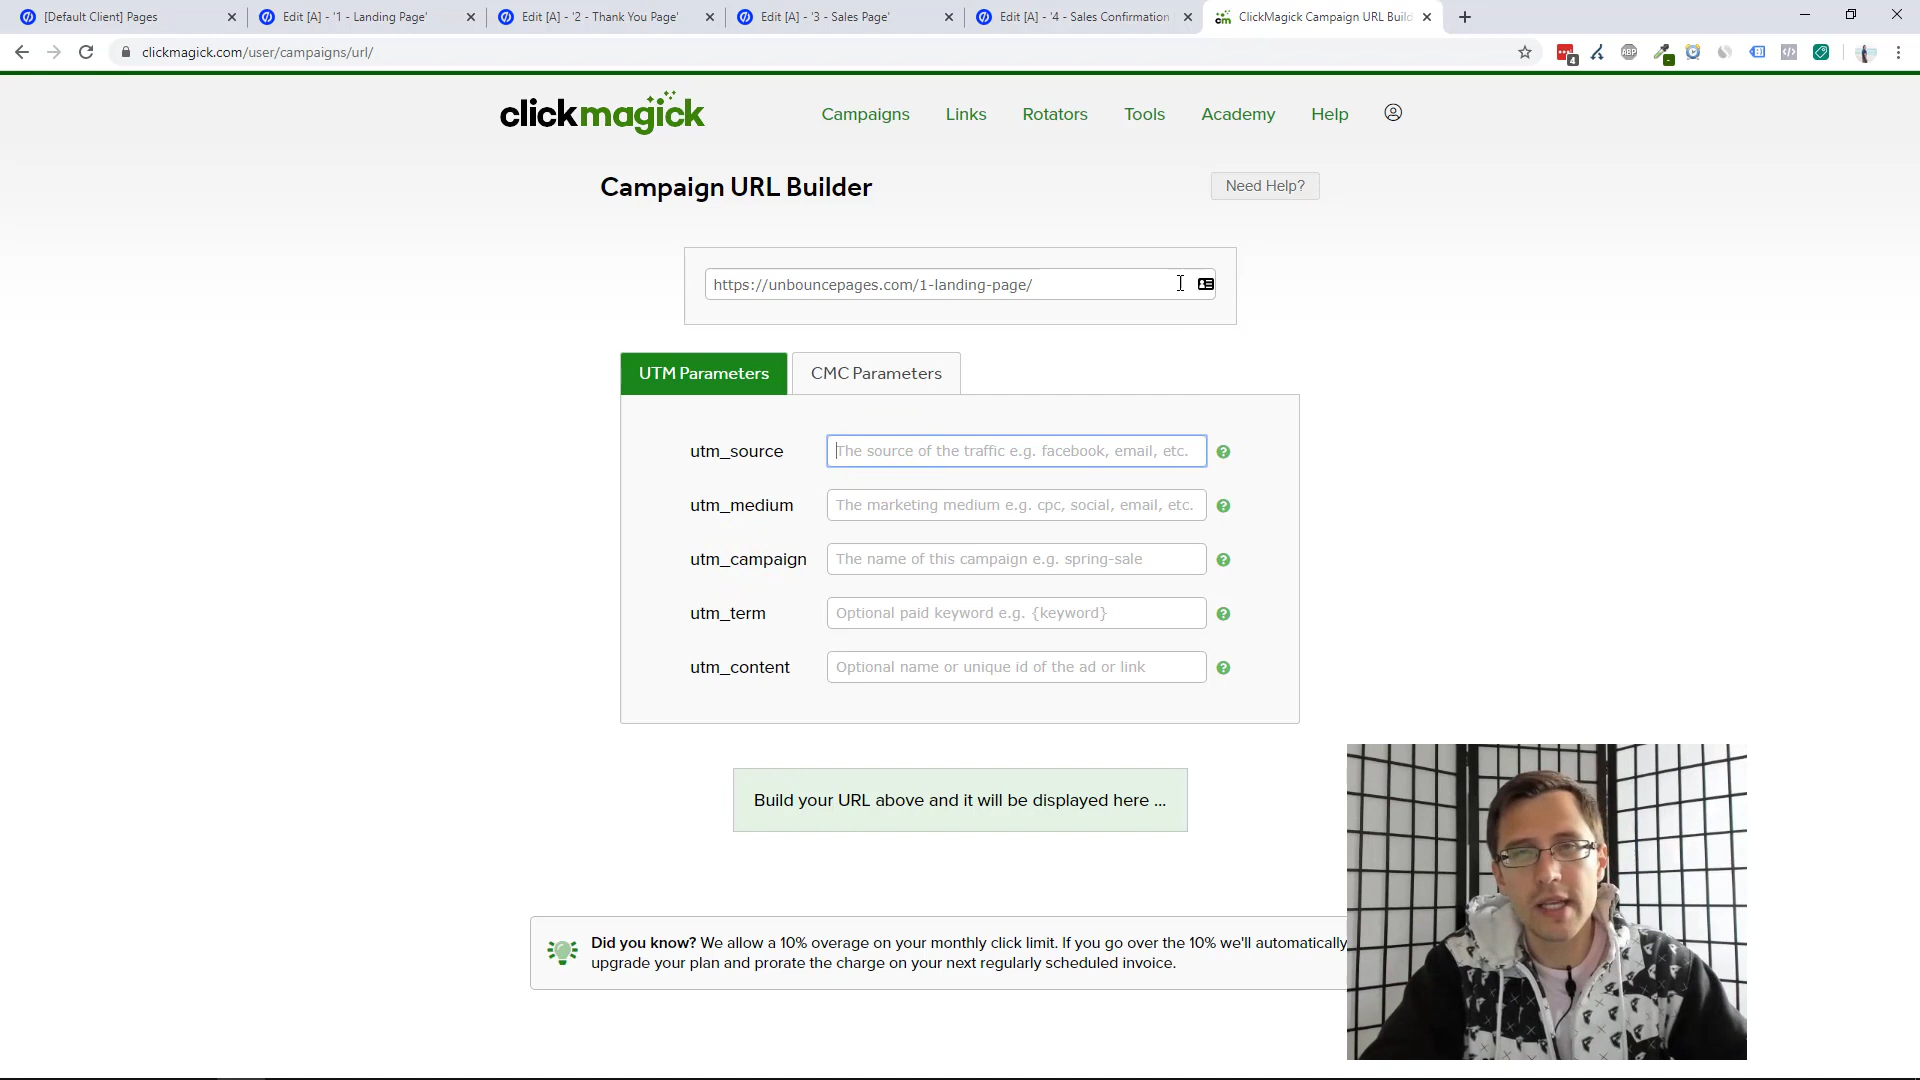 [Default Client] Pages
Edit [A] - '1 - Landing Page'
Edit [A] - '2 - Thank You Page'
Edit [A] - '3 - Sales Page'
Edit [A] - '4 - Sales Confirmation
ClickMagick Campaign URL Build
clickmagick.com/user/campaigns/url/
ABP
4
clickmagick
Campaigns
Links
Rotators
Tools
Academy
Help
Campaign URL Builder
Need Help?
https://unbouncepages.com/1-landing-page/
UTM Parameters
CMC Parameters
utm_source
The source of the traffic e.g. facebook, email, etc.
utm_medium
The marketing medium e.g. cpc, social, email, etc.
utm_campaign
The name of this campaign e.g. spring-sale
utm_term
Optional paid keyword e.g. {keyword}
utm_content
Optional name or unique id of the ad or link
Build your URL above and it will be displayed here ...
Did you know? We allow a 10% overage on your monthly click limit. If you go over the 10% we'll automatically
upgrade your plan and prorate the charge on your next regularly scheduled invoice.